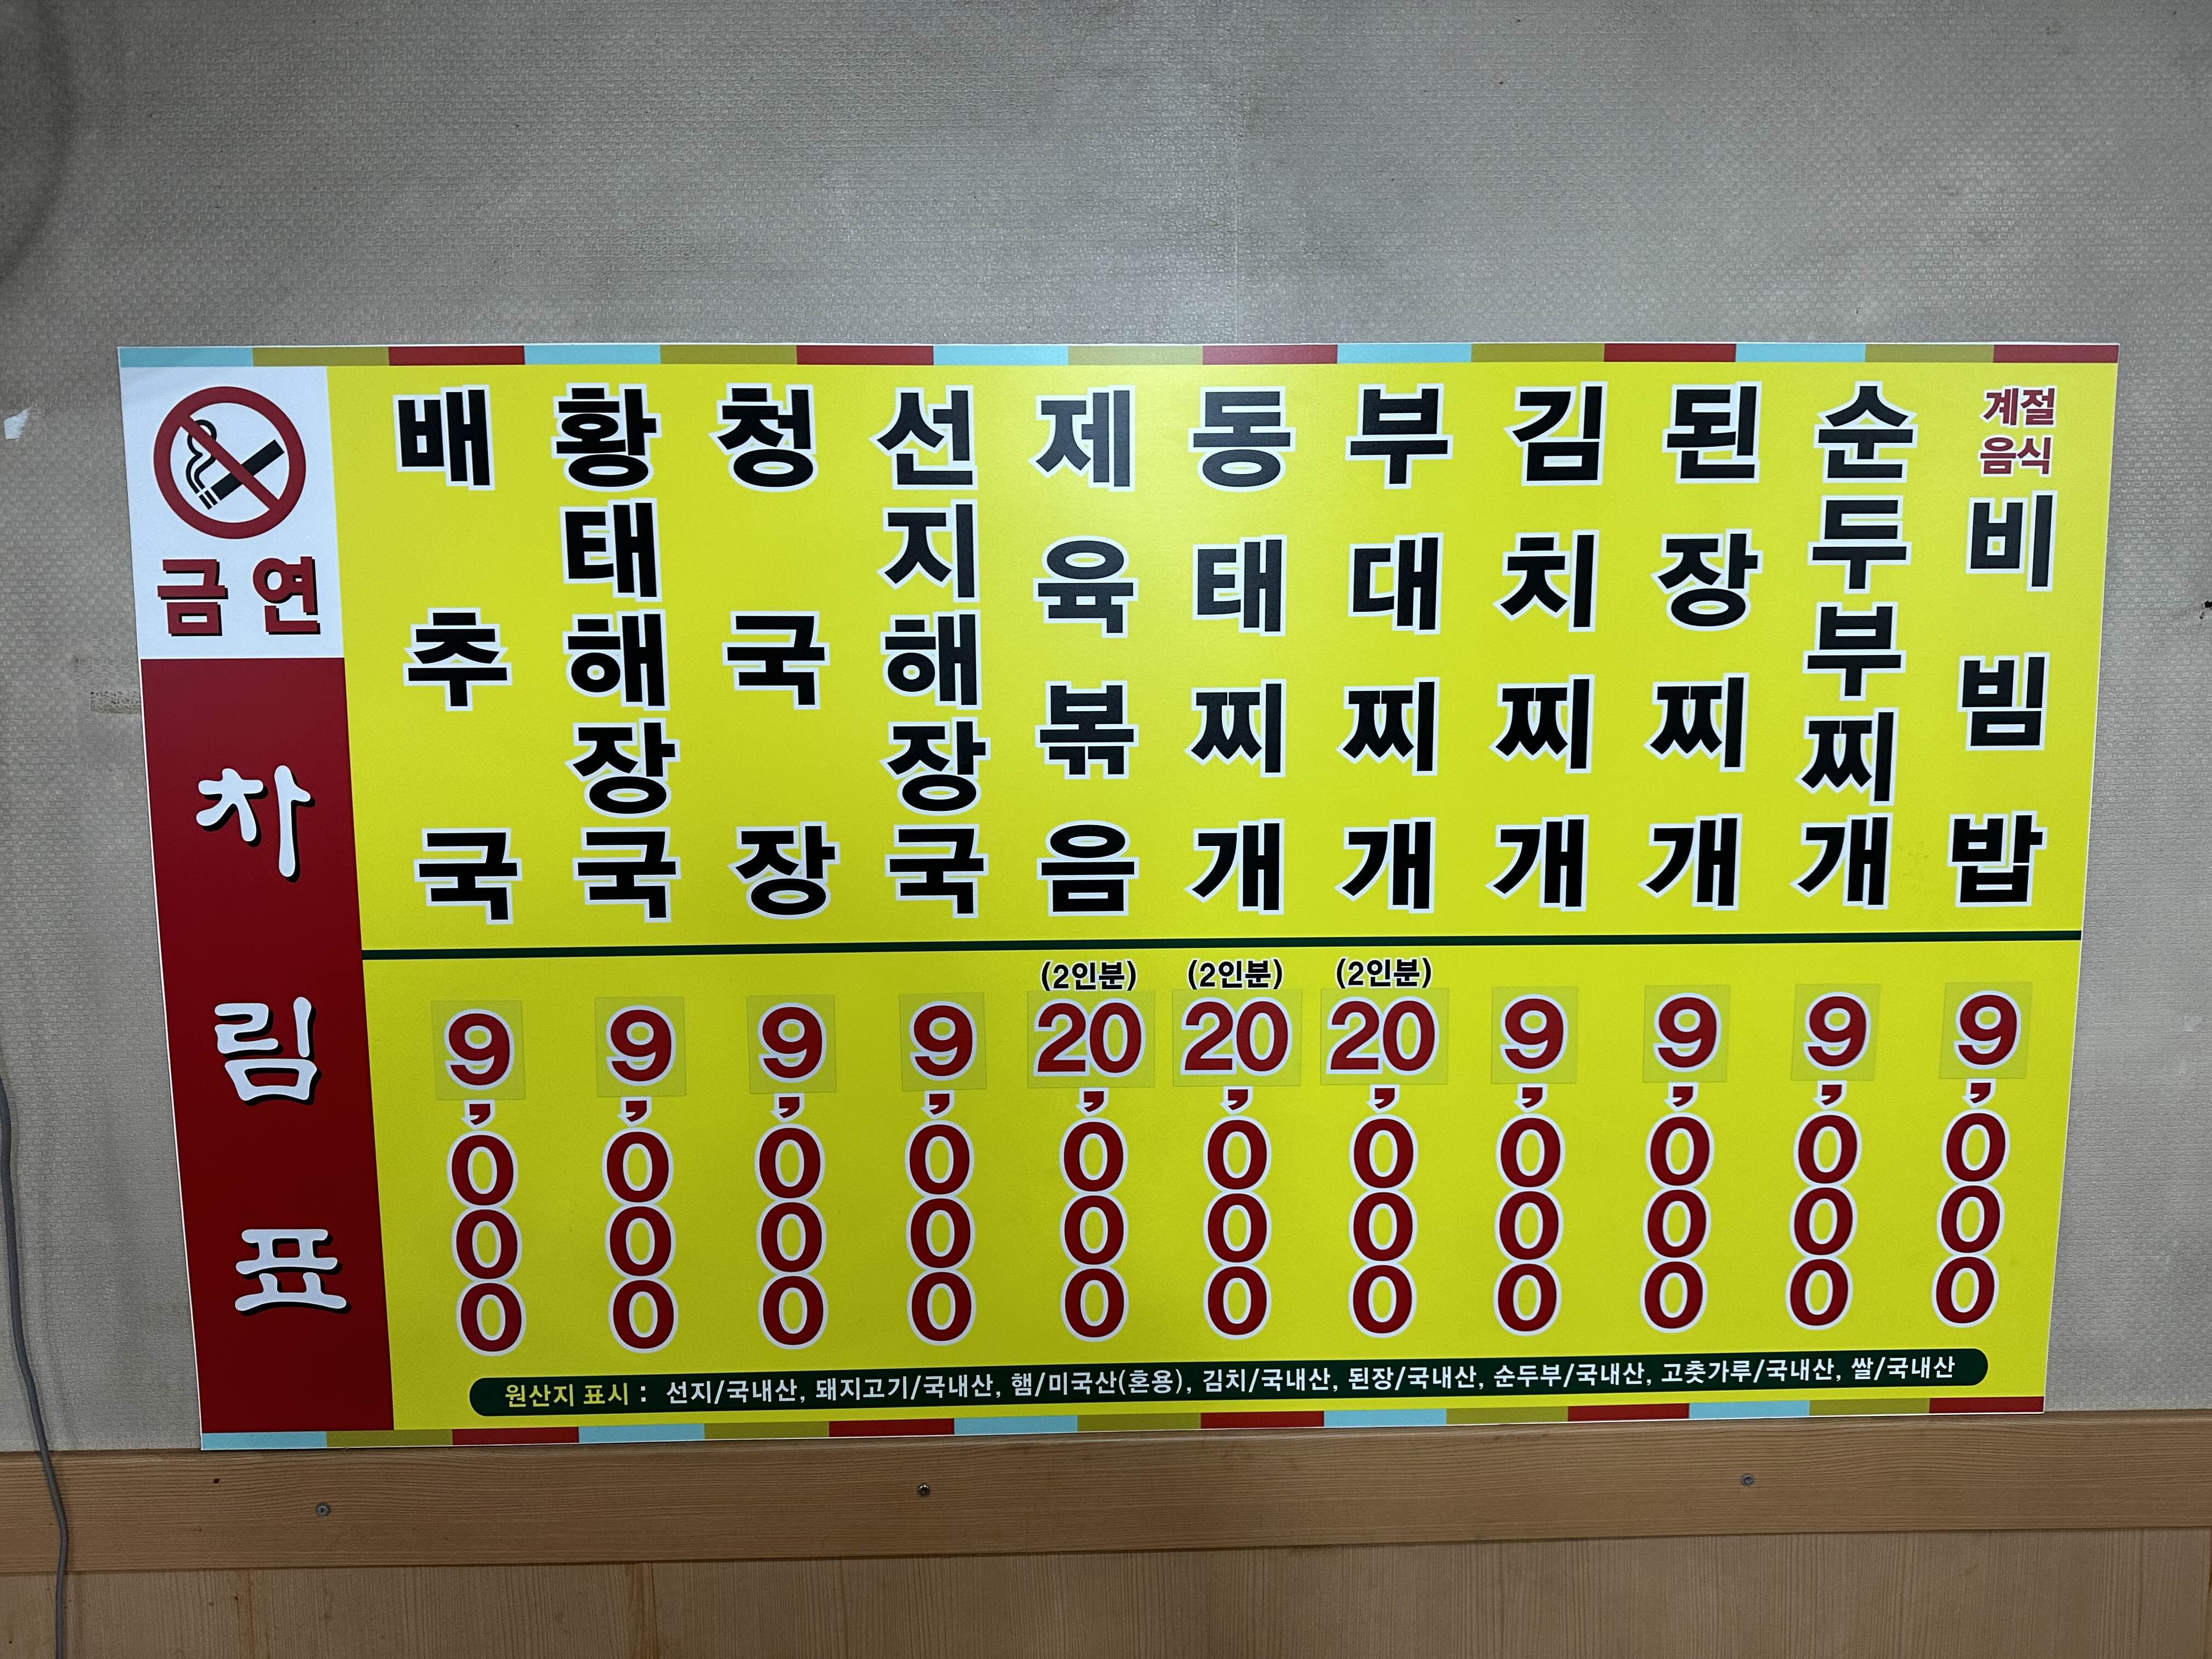 금연
차림표
배추국 9,000
황태해장국 9,000
청국장 9,000
선지해장국 9,000
제육볶음 (2인분) 20,000
동태찌개 (2인분) 20,000
부대찌개 (2인분) 20,000
김치찌개 9,000
된장찌개 9,000
순두부찌개 9,000
계절
음식
비빔밥 9,000
원산지 표시 : 선지/국내산, 돼지고기/국내산, 햄/미국산(혼용), 김치/국내산, 된장/국내산, 순두부/국내산, 고춧가루/국내산, 쌀/국내산